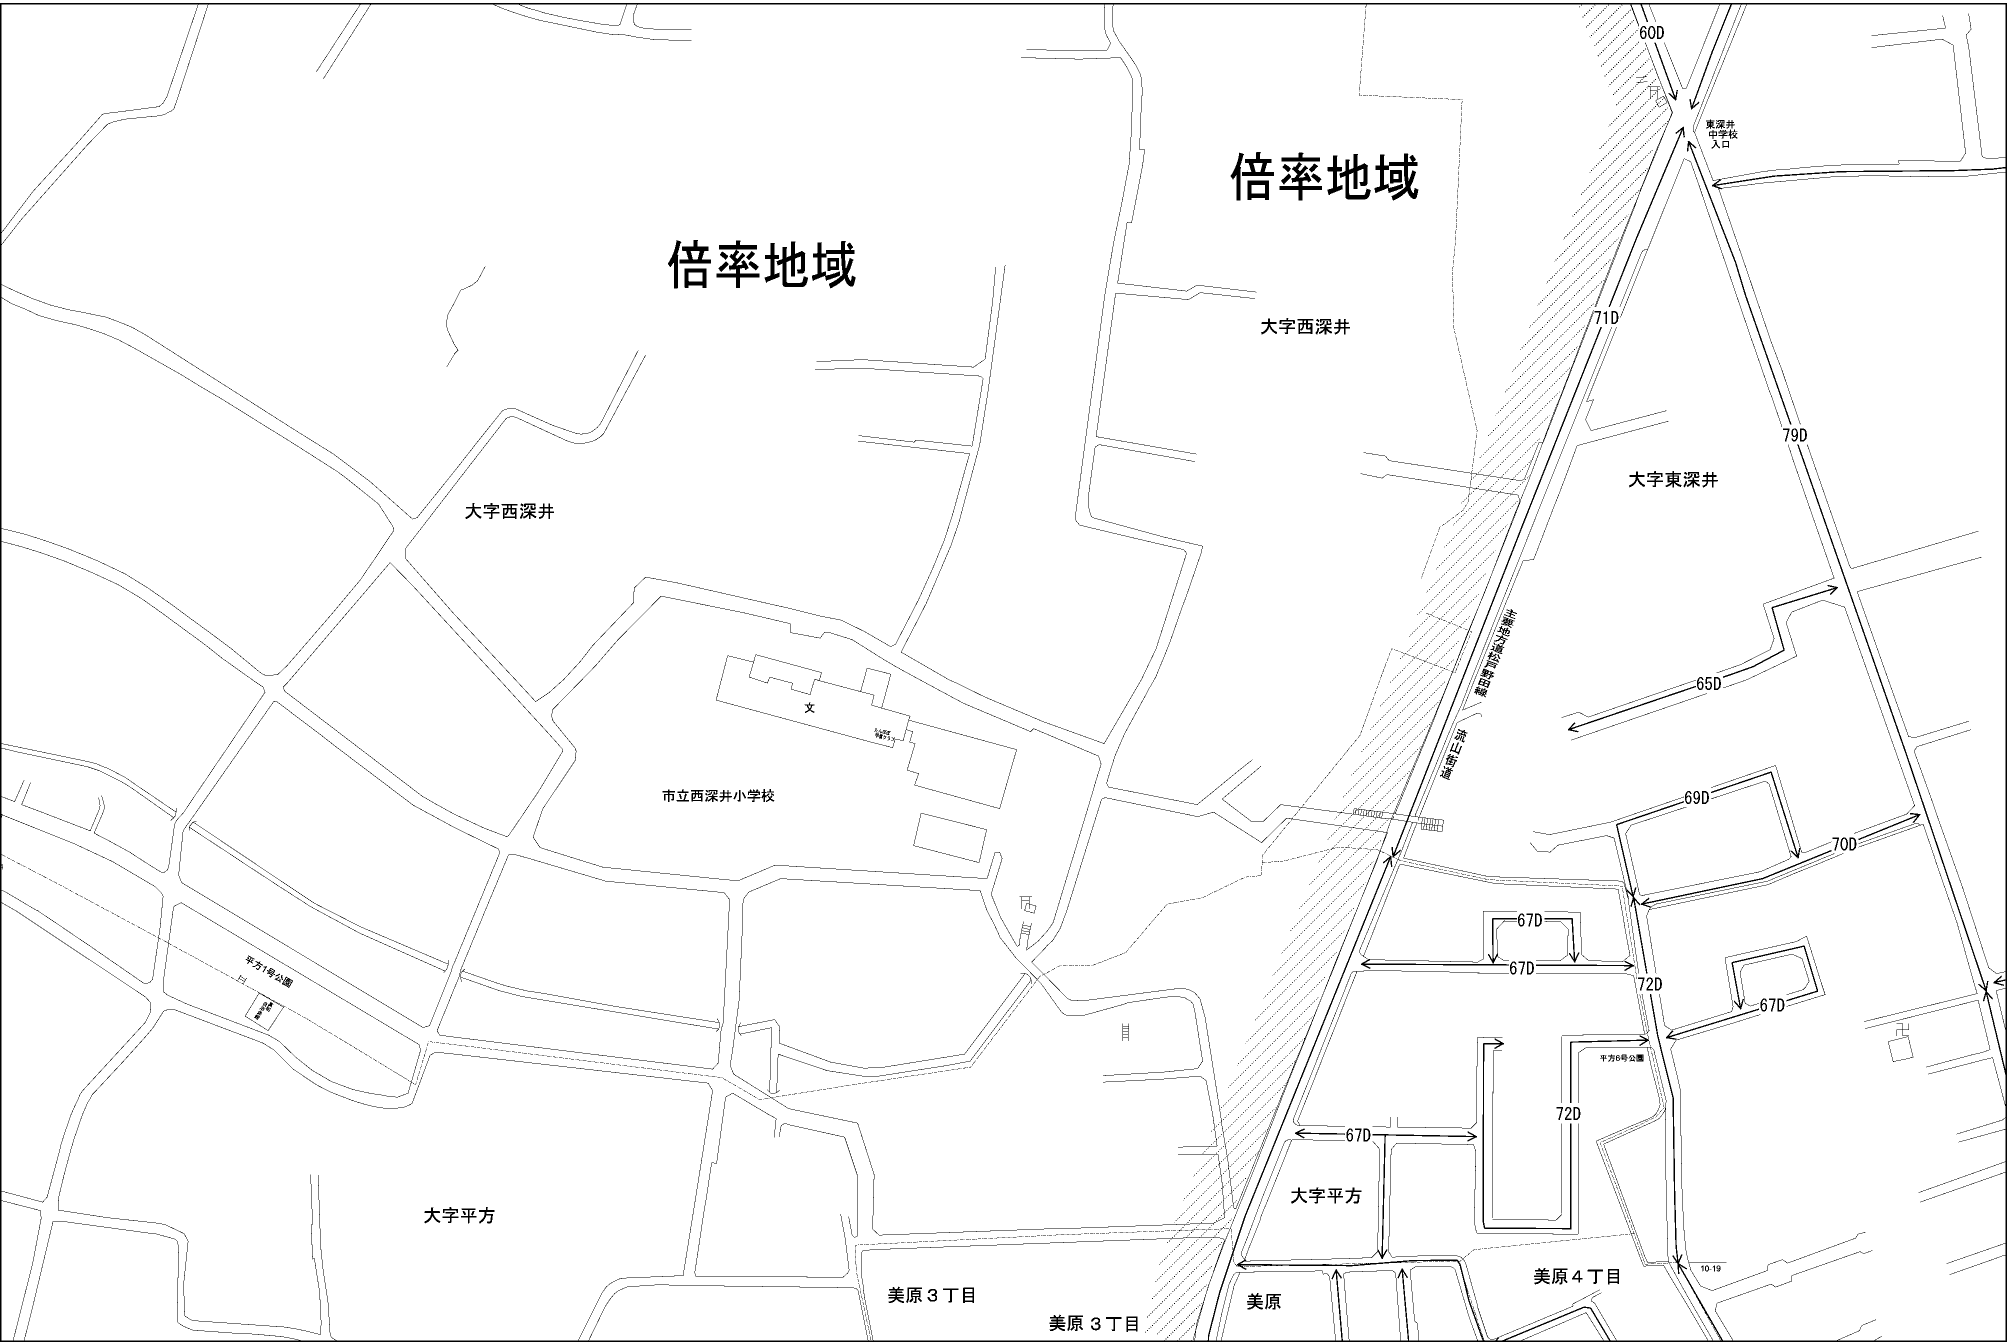 60D
東深井
中学校
入口
倍率地域
倍率地域
71D
大字西深井
79D
大字東深井
大字西深井
主要地方道松戸野田線
65D
文
流山街道
市立西深井小学校
69D
70D
67D
67D
平方1号公園
72D
67D
平方6号公園
72D
67D
大字平方
大字平方
10-19
美原4丁目
美原3丁目
美原
美原3丁目